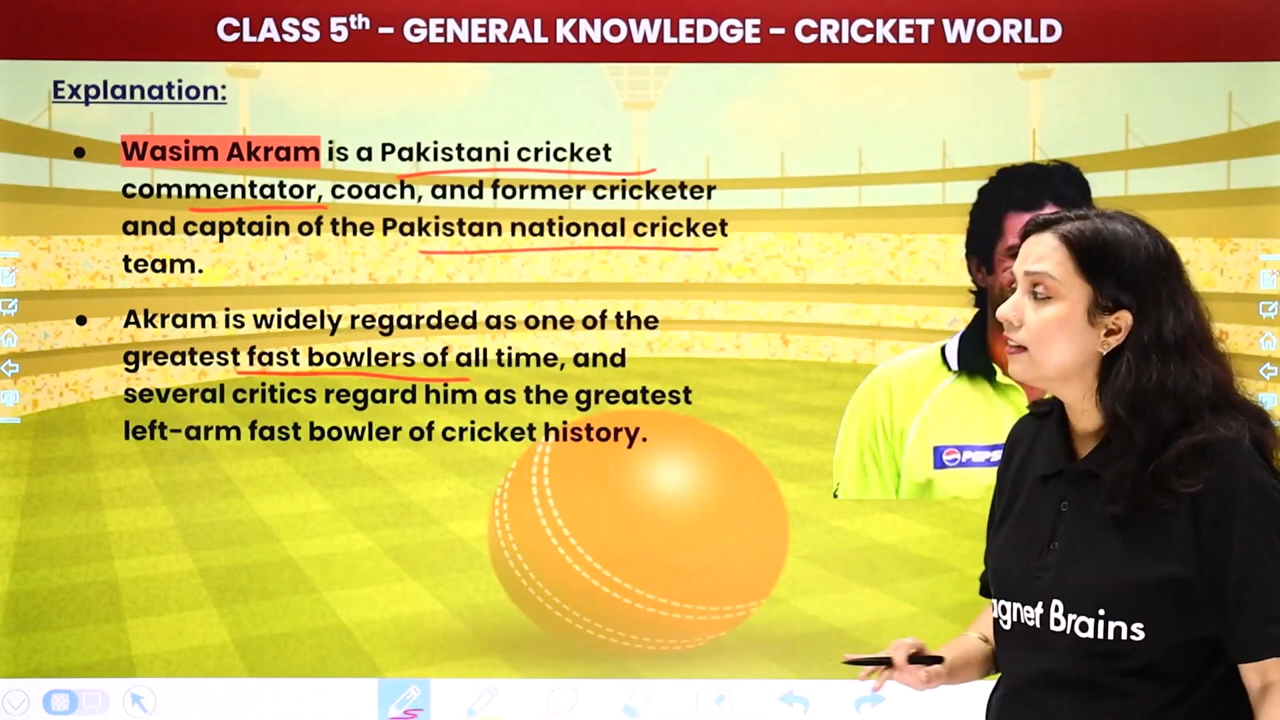 CLASS 5th – GENERAL KNOWLEDGE – CRICKET WORLD
Explanation:
• Wasim Akram is a Pakistani cricket
commentator, coach, and former cricketer
and captain of the Pakistan national cricket
team.
• Akram is widely regarded as one of the
greatest fast bowlers of all time, and
several critics regard him as the greatest
left-arm fast bowler of cricket history.
PEPS
agnet Brains